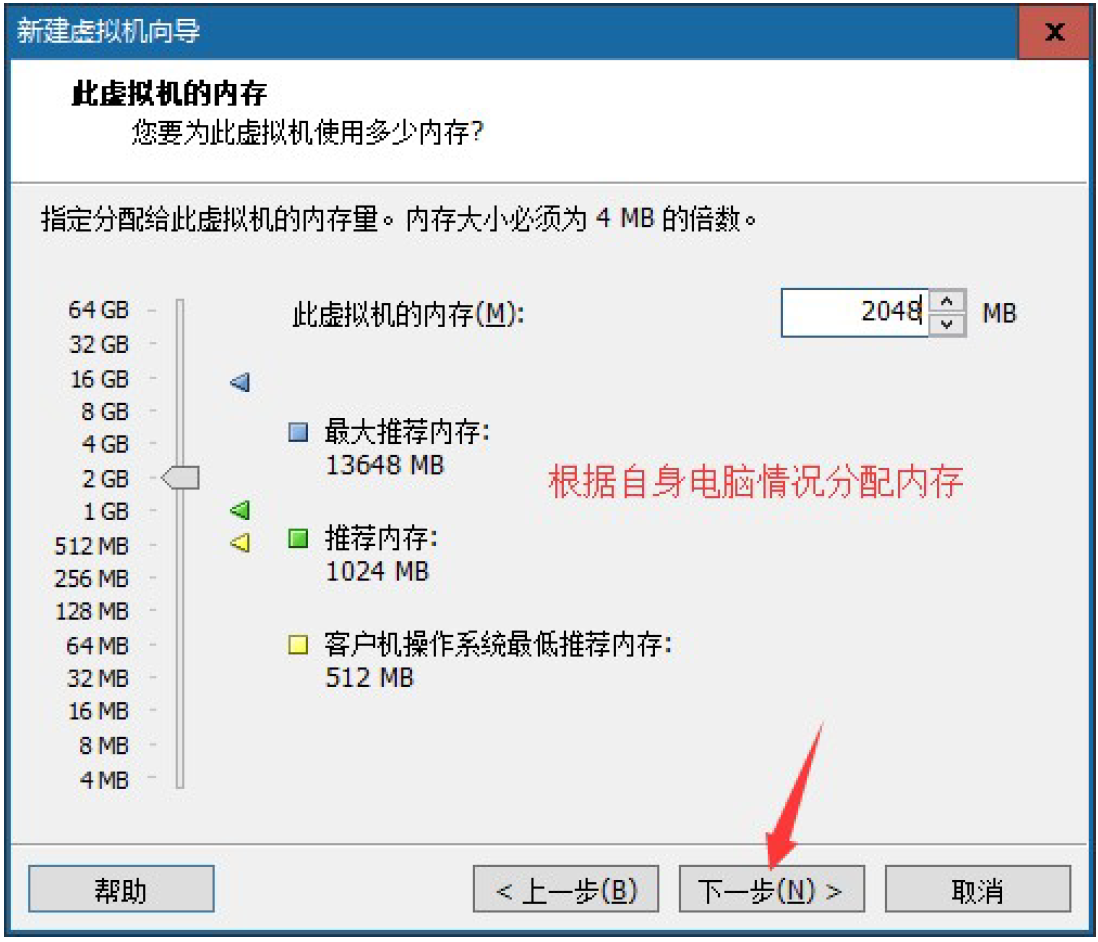 新建虚拟机向导
x
此虚拟机的内存
您要为此虚拟机使用多少内存?
指定分配给此虚拟机的内存量。内存大小必须为 4 MB 的倍数。
64 GB
32 GB
16 GB
8 GB
4 GB
2 GB
1 GB
512 MB
256 MB
128 MB
64 MB
32 MB
16 MB
8 MB
4 MB
此虚拟机的内存(M):
2048
MB
最大推荐内存:
13648 MB
根据自身电脑情况分配内存
推荐内存:
1024 MB
客户机操作系统最低推荐内存:
512 MB
帮助
< 上一步(B)
下一步(N) >
取消